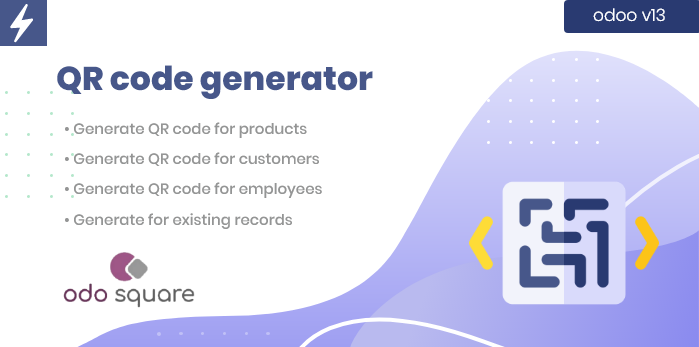 odoo v13
QR code generator
• Generate QR code for products
• Generate QR code for customers
• Generate QR code for employees
• Generate for existing records
odo square